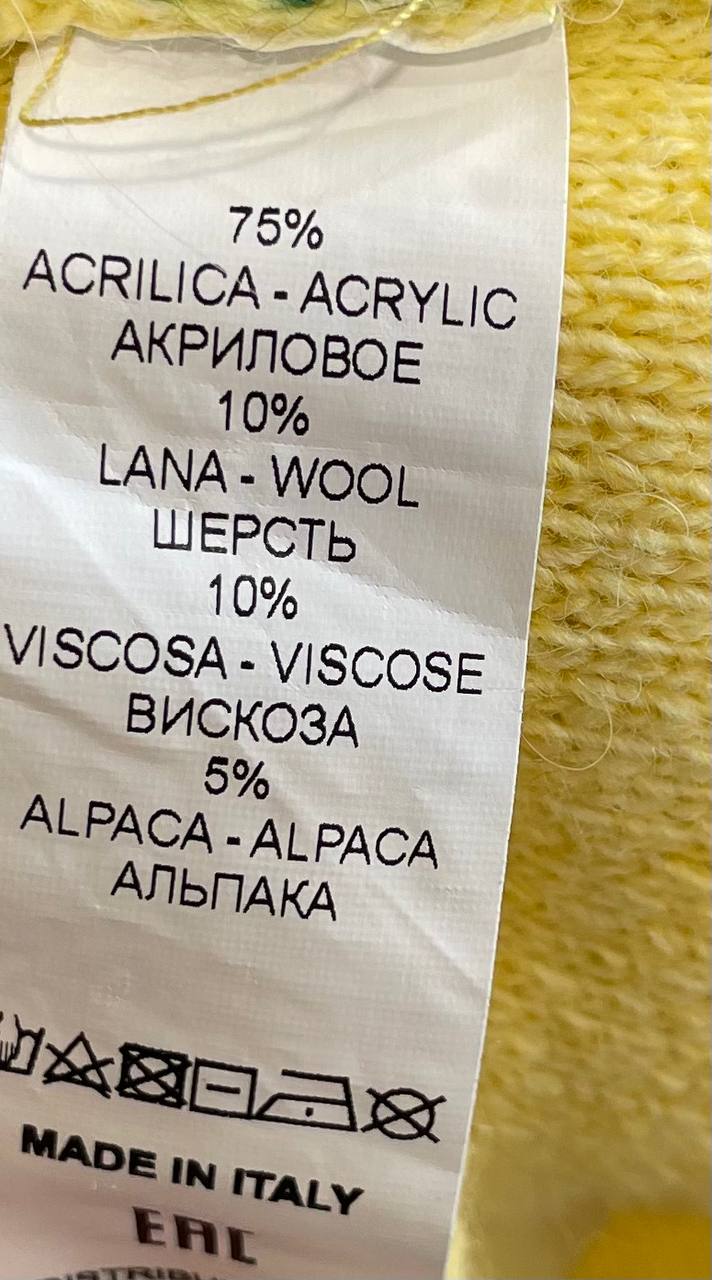 75%
ACRILICA - ACRYLIC
АКРИЛОВОЕ
10%
LANA - WOOL
ШЕРСТЬ
10%
VISCOSA - VISCOSE
ВИСКОЗА
5%
ALPACA - ALPACA
АЛЬПАКА
MADE IN ITALY
EAC